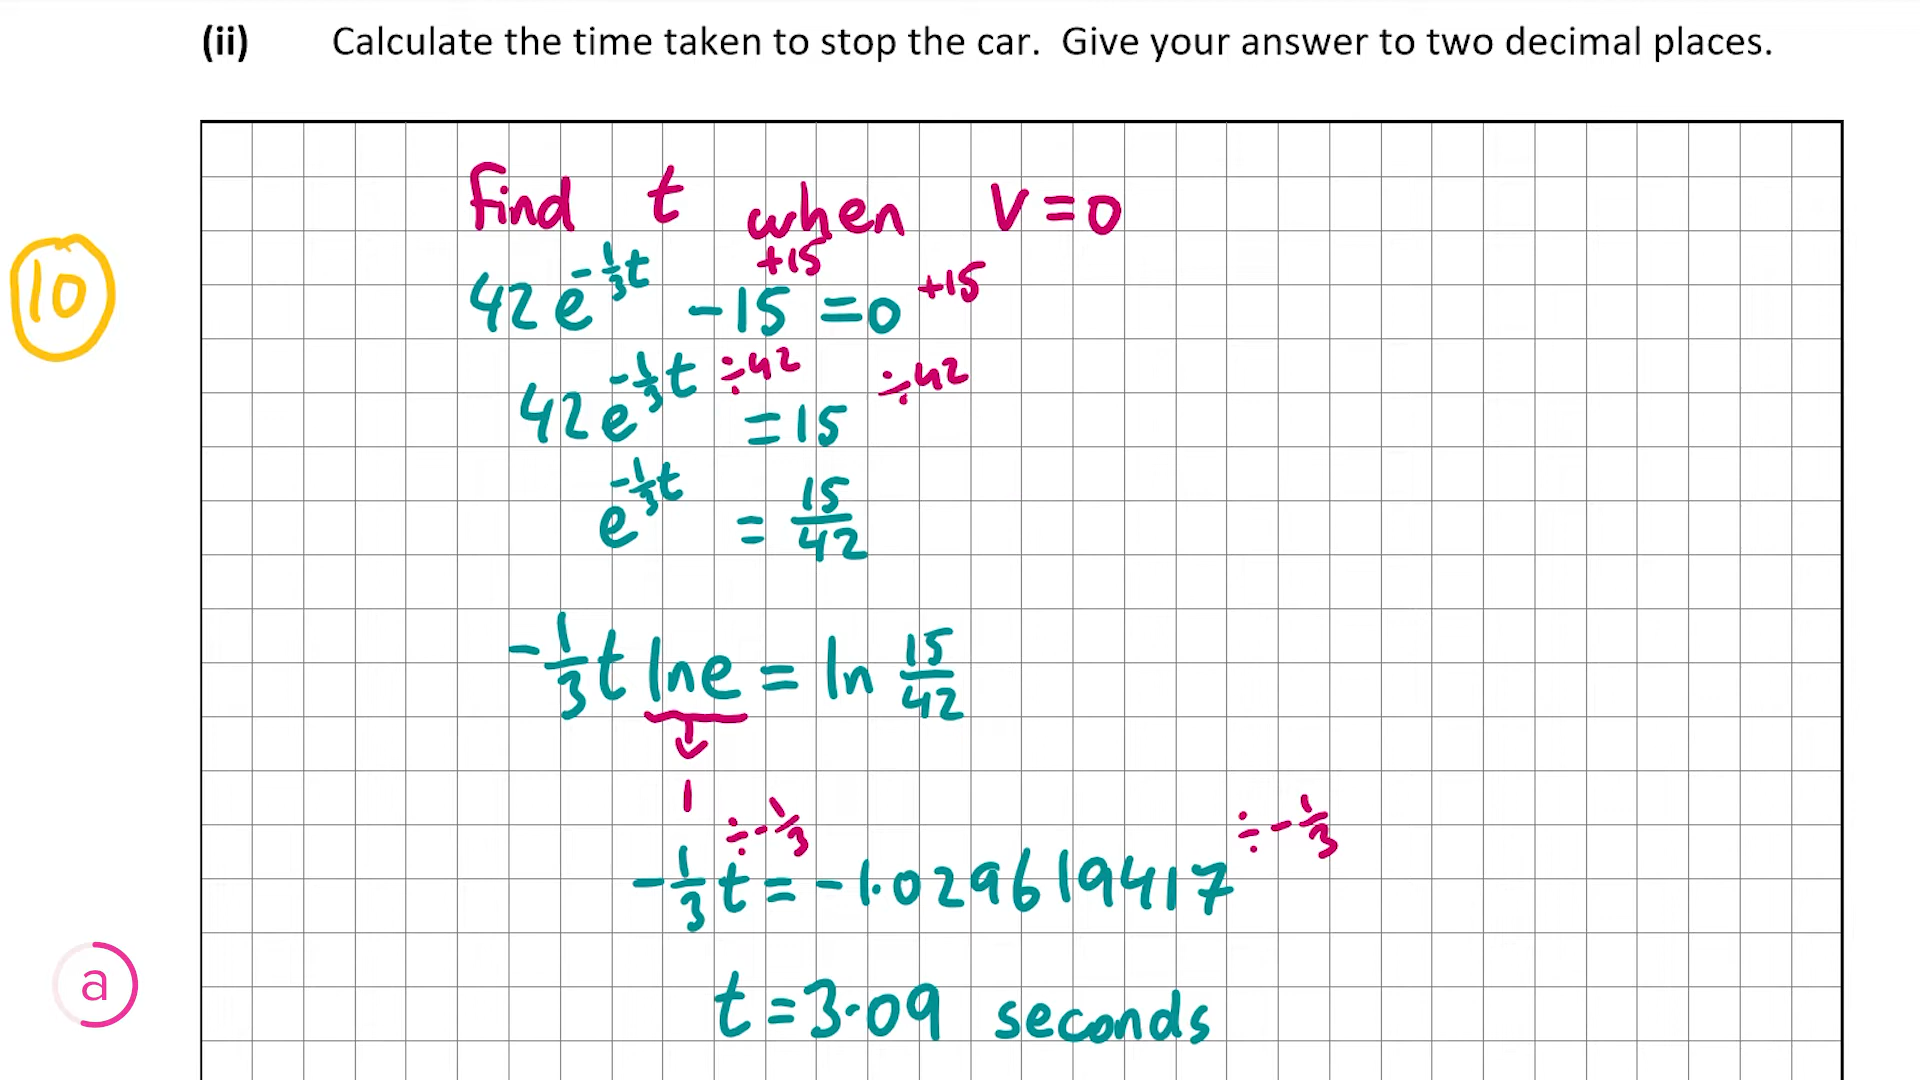 (ii) Calculate the time taken to stop the car. Give your answer to two decimal places.
find t when V=0
+15 +15
10
42e^{-1/3 t} -15 =0
÷42 ÷42
42e^{-1/3 t} =15
e^{-1/3 t} = 15/42
-1/3 t lne = ln 15/42
1
÷-1/3 ÷-1/3
-1/3 t = -1.029619417
a
t =3.09 seconds